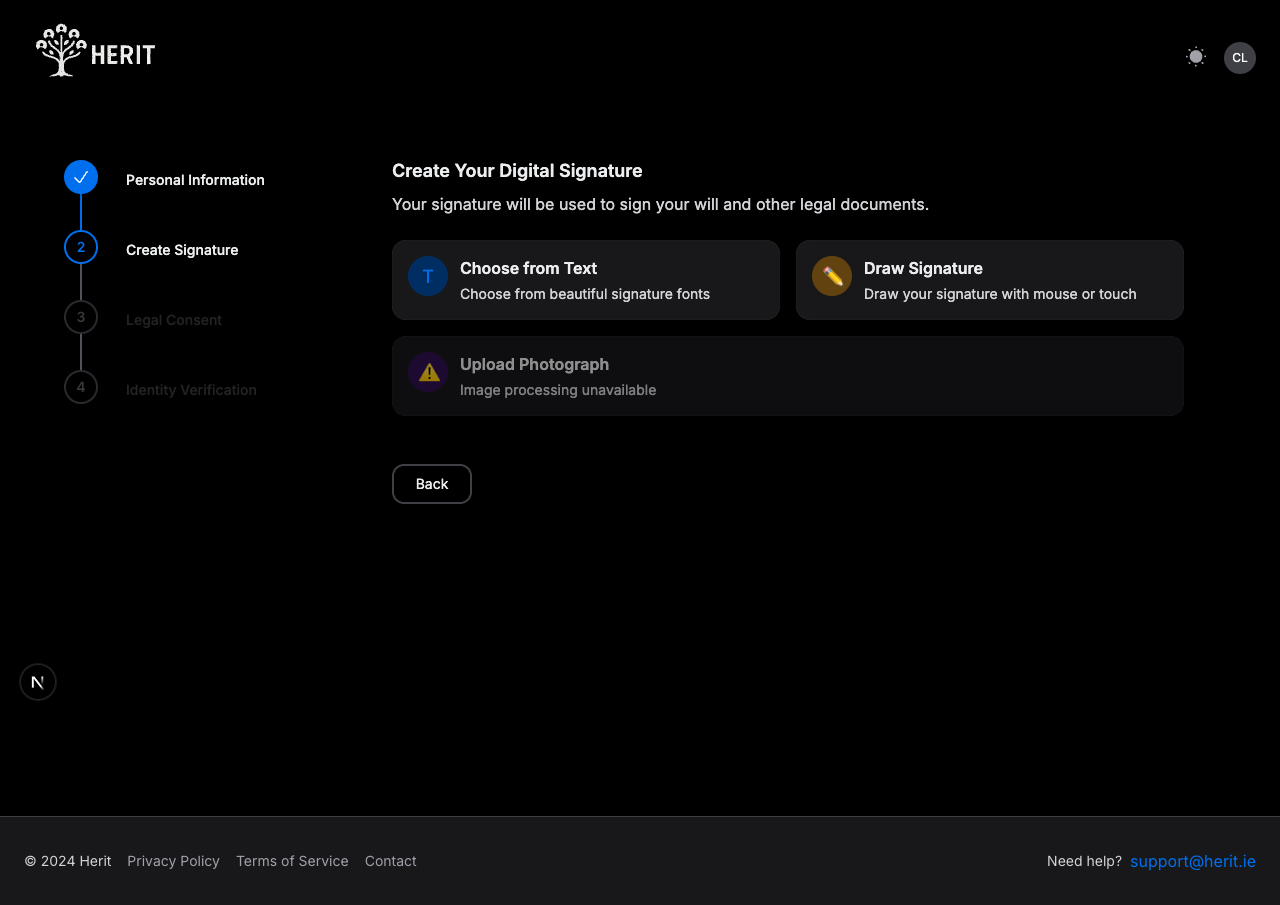 HERIT
CL
Personal Information
2
Create Signature
3
Legal Consent
4
Identity Verification
Create Your Digital Signature
Your signature will be used to sign your will and other legal documents.
T
Choose from Text
Choose from beautiful signature fonts
Draw Signature
Draw your signature with mouse or touch
Upload Photograph
Image processing unavailable
Back
N
© 2024 Herit Privacy Policy Terms of Service Contact
Need help? support@herit.ie